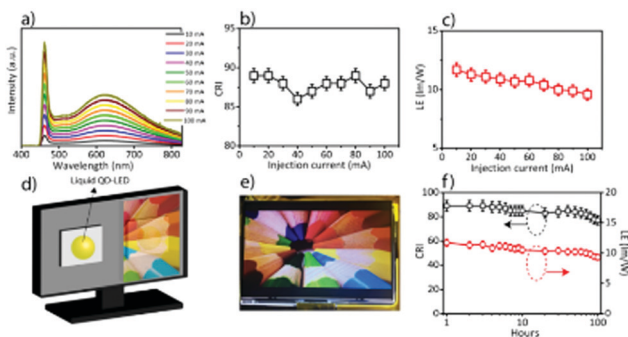 a)
Intensity (a.u.)
10 mA
20 mA
30 mA
40 mA
50 mA
60 mA
70 mA
80 mA
90 mA
100 mA
400 500 600 700 800
Wavelength (nm)
b)
CRI
95
90
85
80
0 20 40 60 80 100
Injection current (mA)
c)
LE (lm/W)
15
10
5
0 20 40 60 80 100
Injection current (mA)
d)
Liquid QD-LED
e)
f)
CRI
100
80
60
40
20
0
1 10 100
Hours
20
15
10
5
0
LE (lm/W)